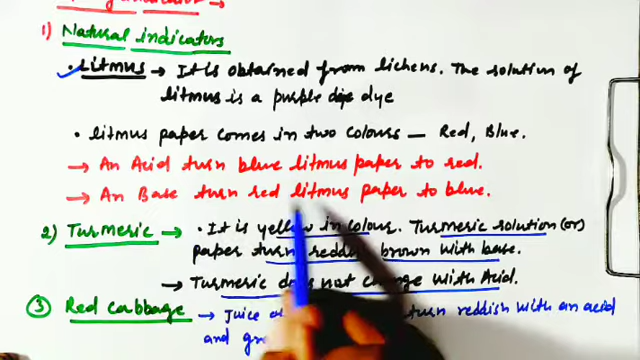 1) Natural indicators
• Litmus → It is obtained from lichens. The solution of
litmus is a purple dye dye
• Litmus paper comes in two colours — Red, Blue.
→ An Acid turn blue litmus paper to red.
→ An Base turn red litmus paper to blue.
2) Turmeric → • It is yellow in colour. Turmeric solution (or)
paper turn reddish brown with base.
→ Turmeric does not change with Acid.
③ Red cabbage → Juice turn reddish with an acid
and